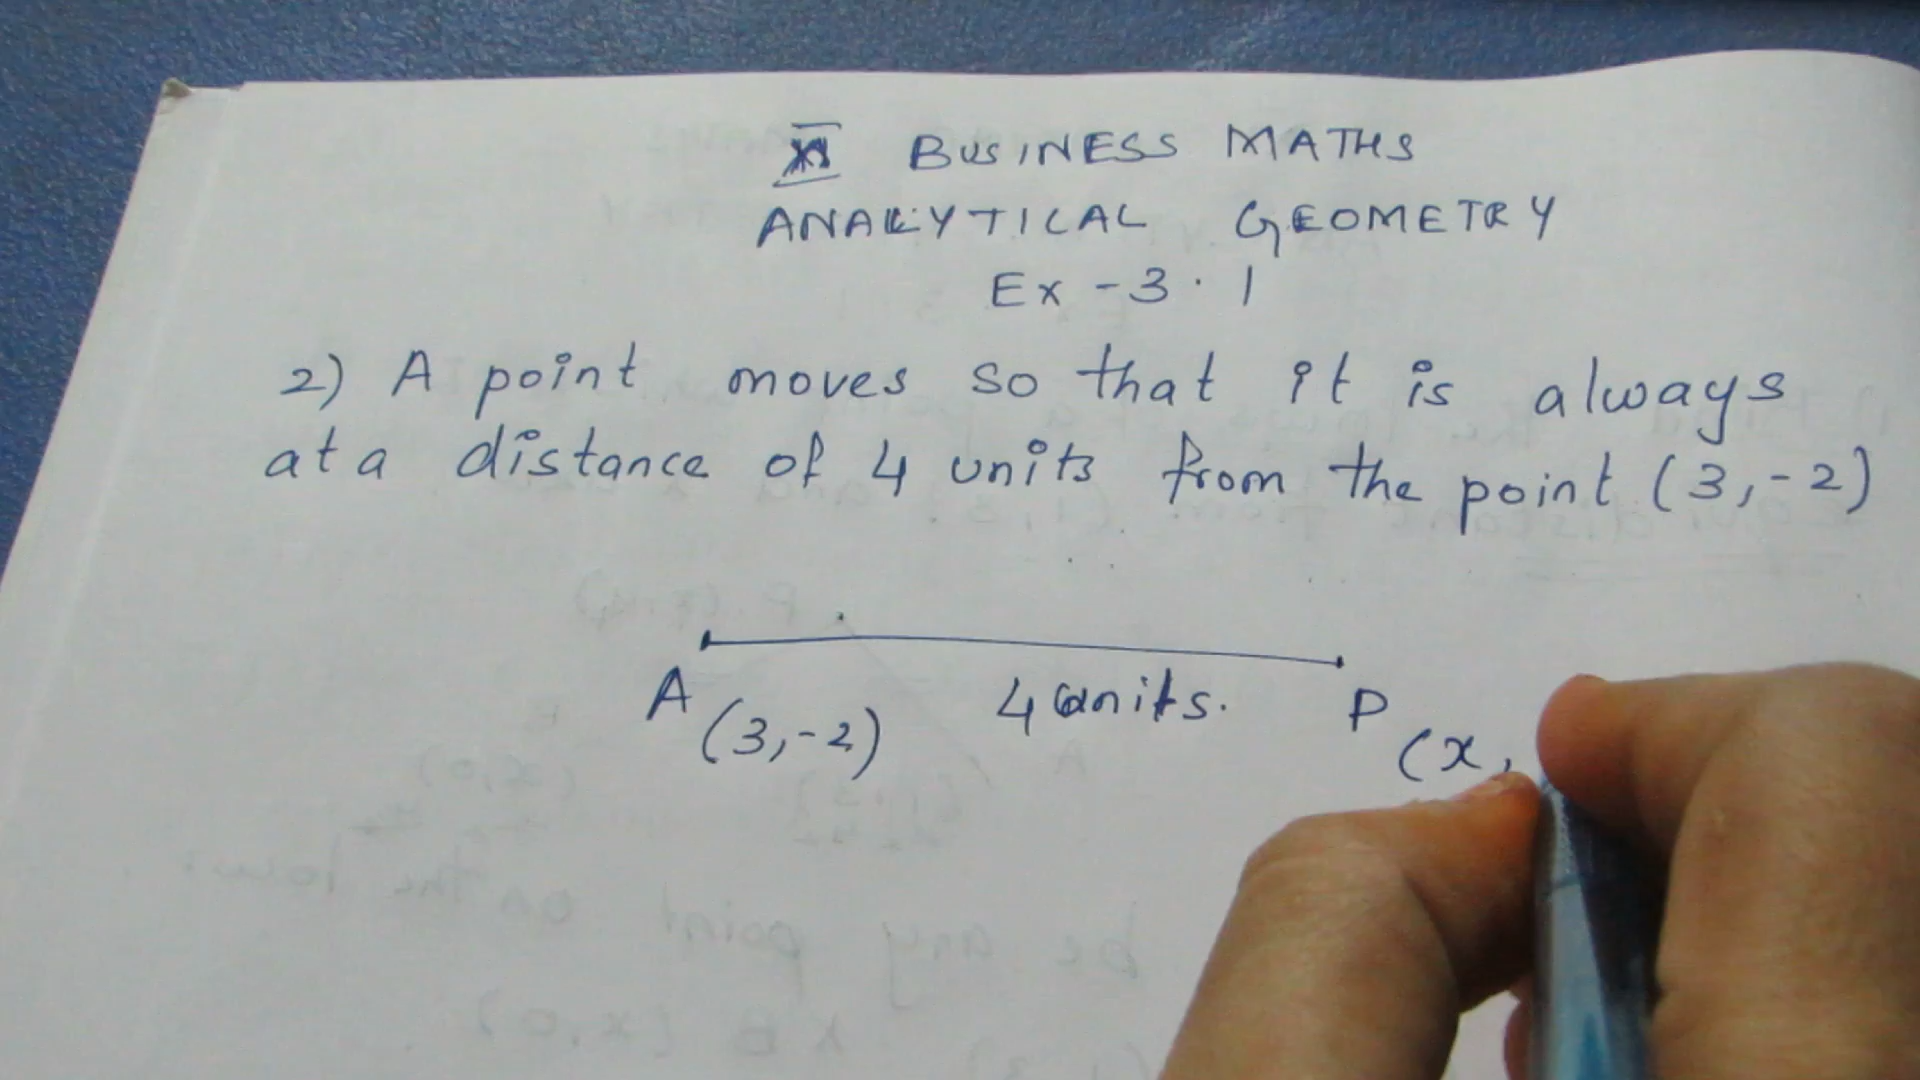 XI BUSINESS MATHS
ANALYTICAL GEOMETRY
Ex - 3.1
2) A point moves so that it is always
at a distance of 4 units from the point (3,-2)
A 4 units. P
(3,-2) (x,